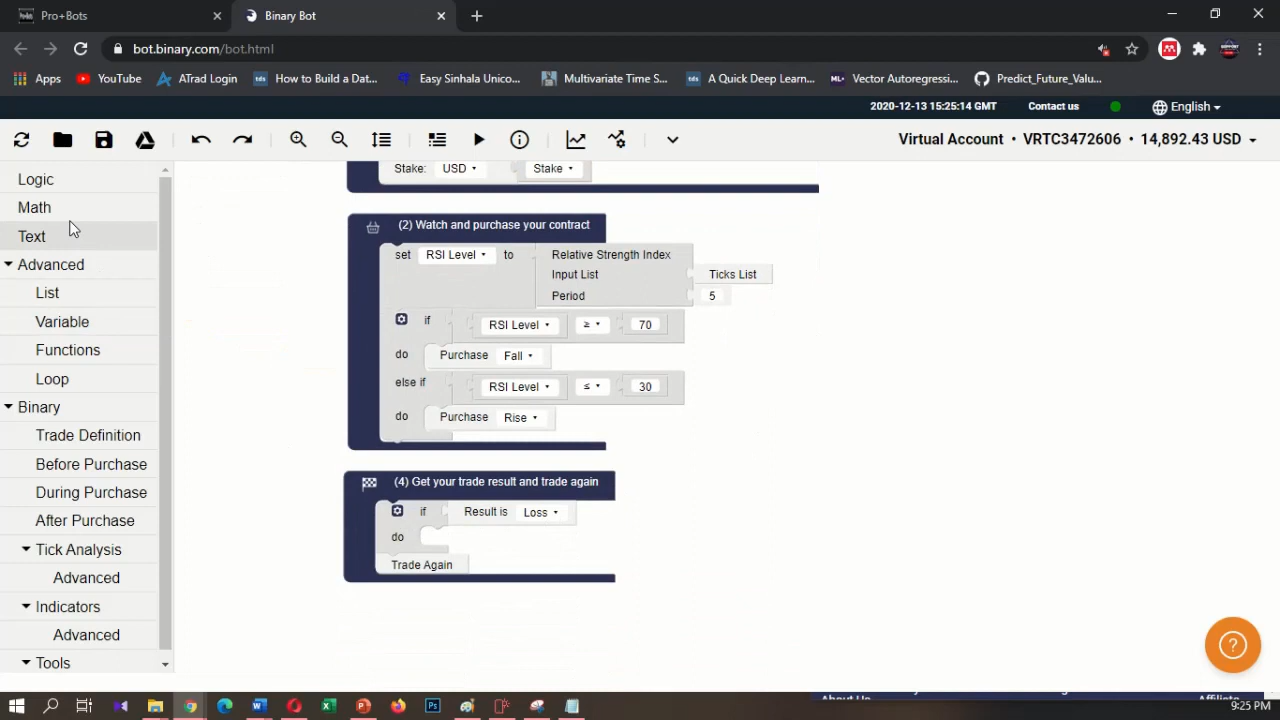 Pro+Bots
Binary Bot
bot.binary.com/bot.html
Apps YouTube ATrad Login How to Build a Dat... Easy Sinhala Unico... Multivariate Time S... A Quick Deep Learn... Vector Autoregressi... Predict_Future_Valu...
2020-12-13 15:25:14 GMT Contact us English
Virtual Account • VRTC3472606 • 14,892.43 USD
Logic
Math
Text
Advanced
List
Variable
Functions
Loop
Binary
Trade Definition
Before Purchase
During Purchase
After Purchase
Tick Analysis
Advanced
Indicators
Advanced
Tools
Stake: USD Stake
(2) Watch and purchase your contract
set RSI Level to Relative Strength Index
Input List Ticks List
Period 5
if RSI Level ≥ 70
do Purchase Fall
else if RSI Level ≤ 30
do Purchase Rise
(4) Get your trade result and trade again
if Result is Loss
do
Trade Again
?
9:25 PM